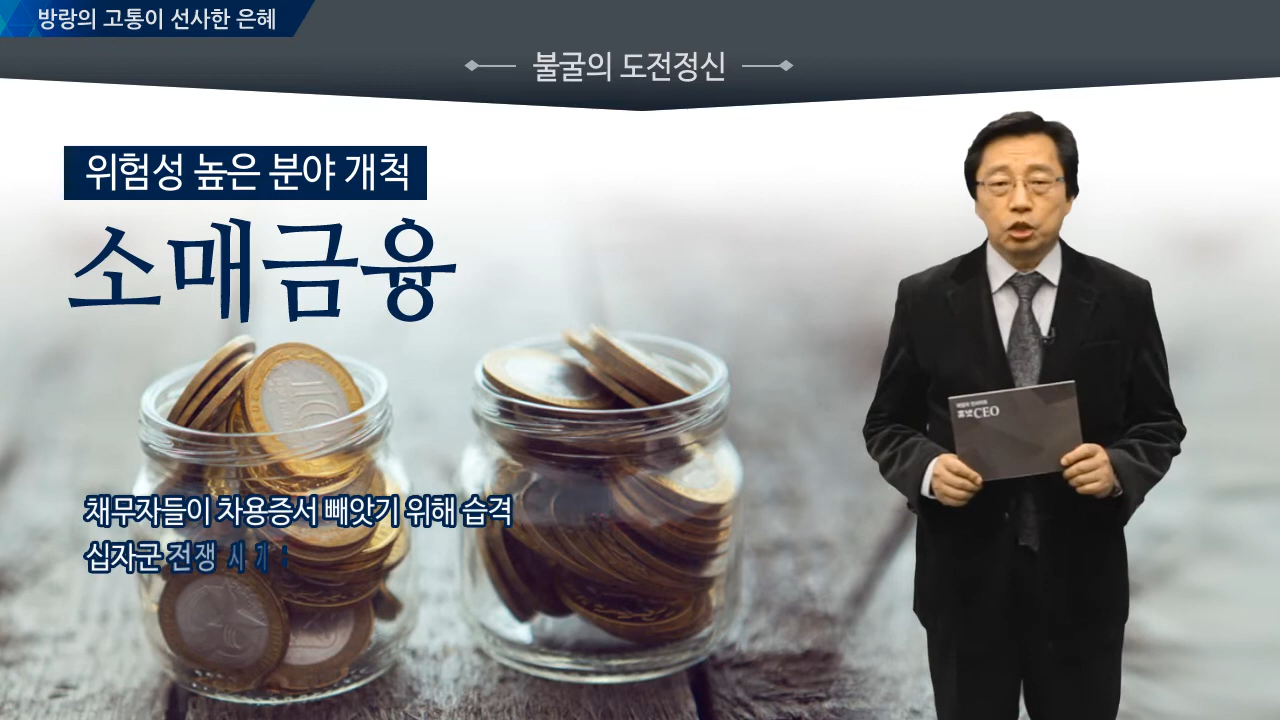 방랑의 고통이 선사한 은혜
불굴의 도전정신
위험성 높은 분야 개척
소매금융
채무자들이 차용증서 빼앗기 위해 습격
십자군 전쟁 시기
CEO